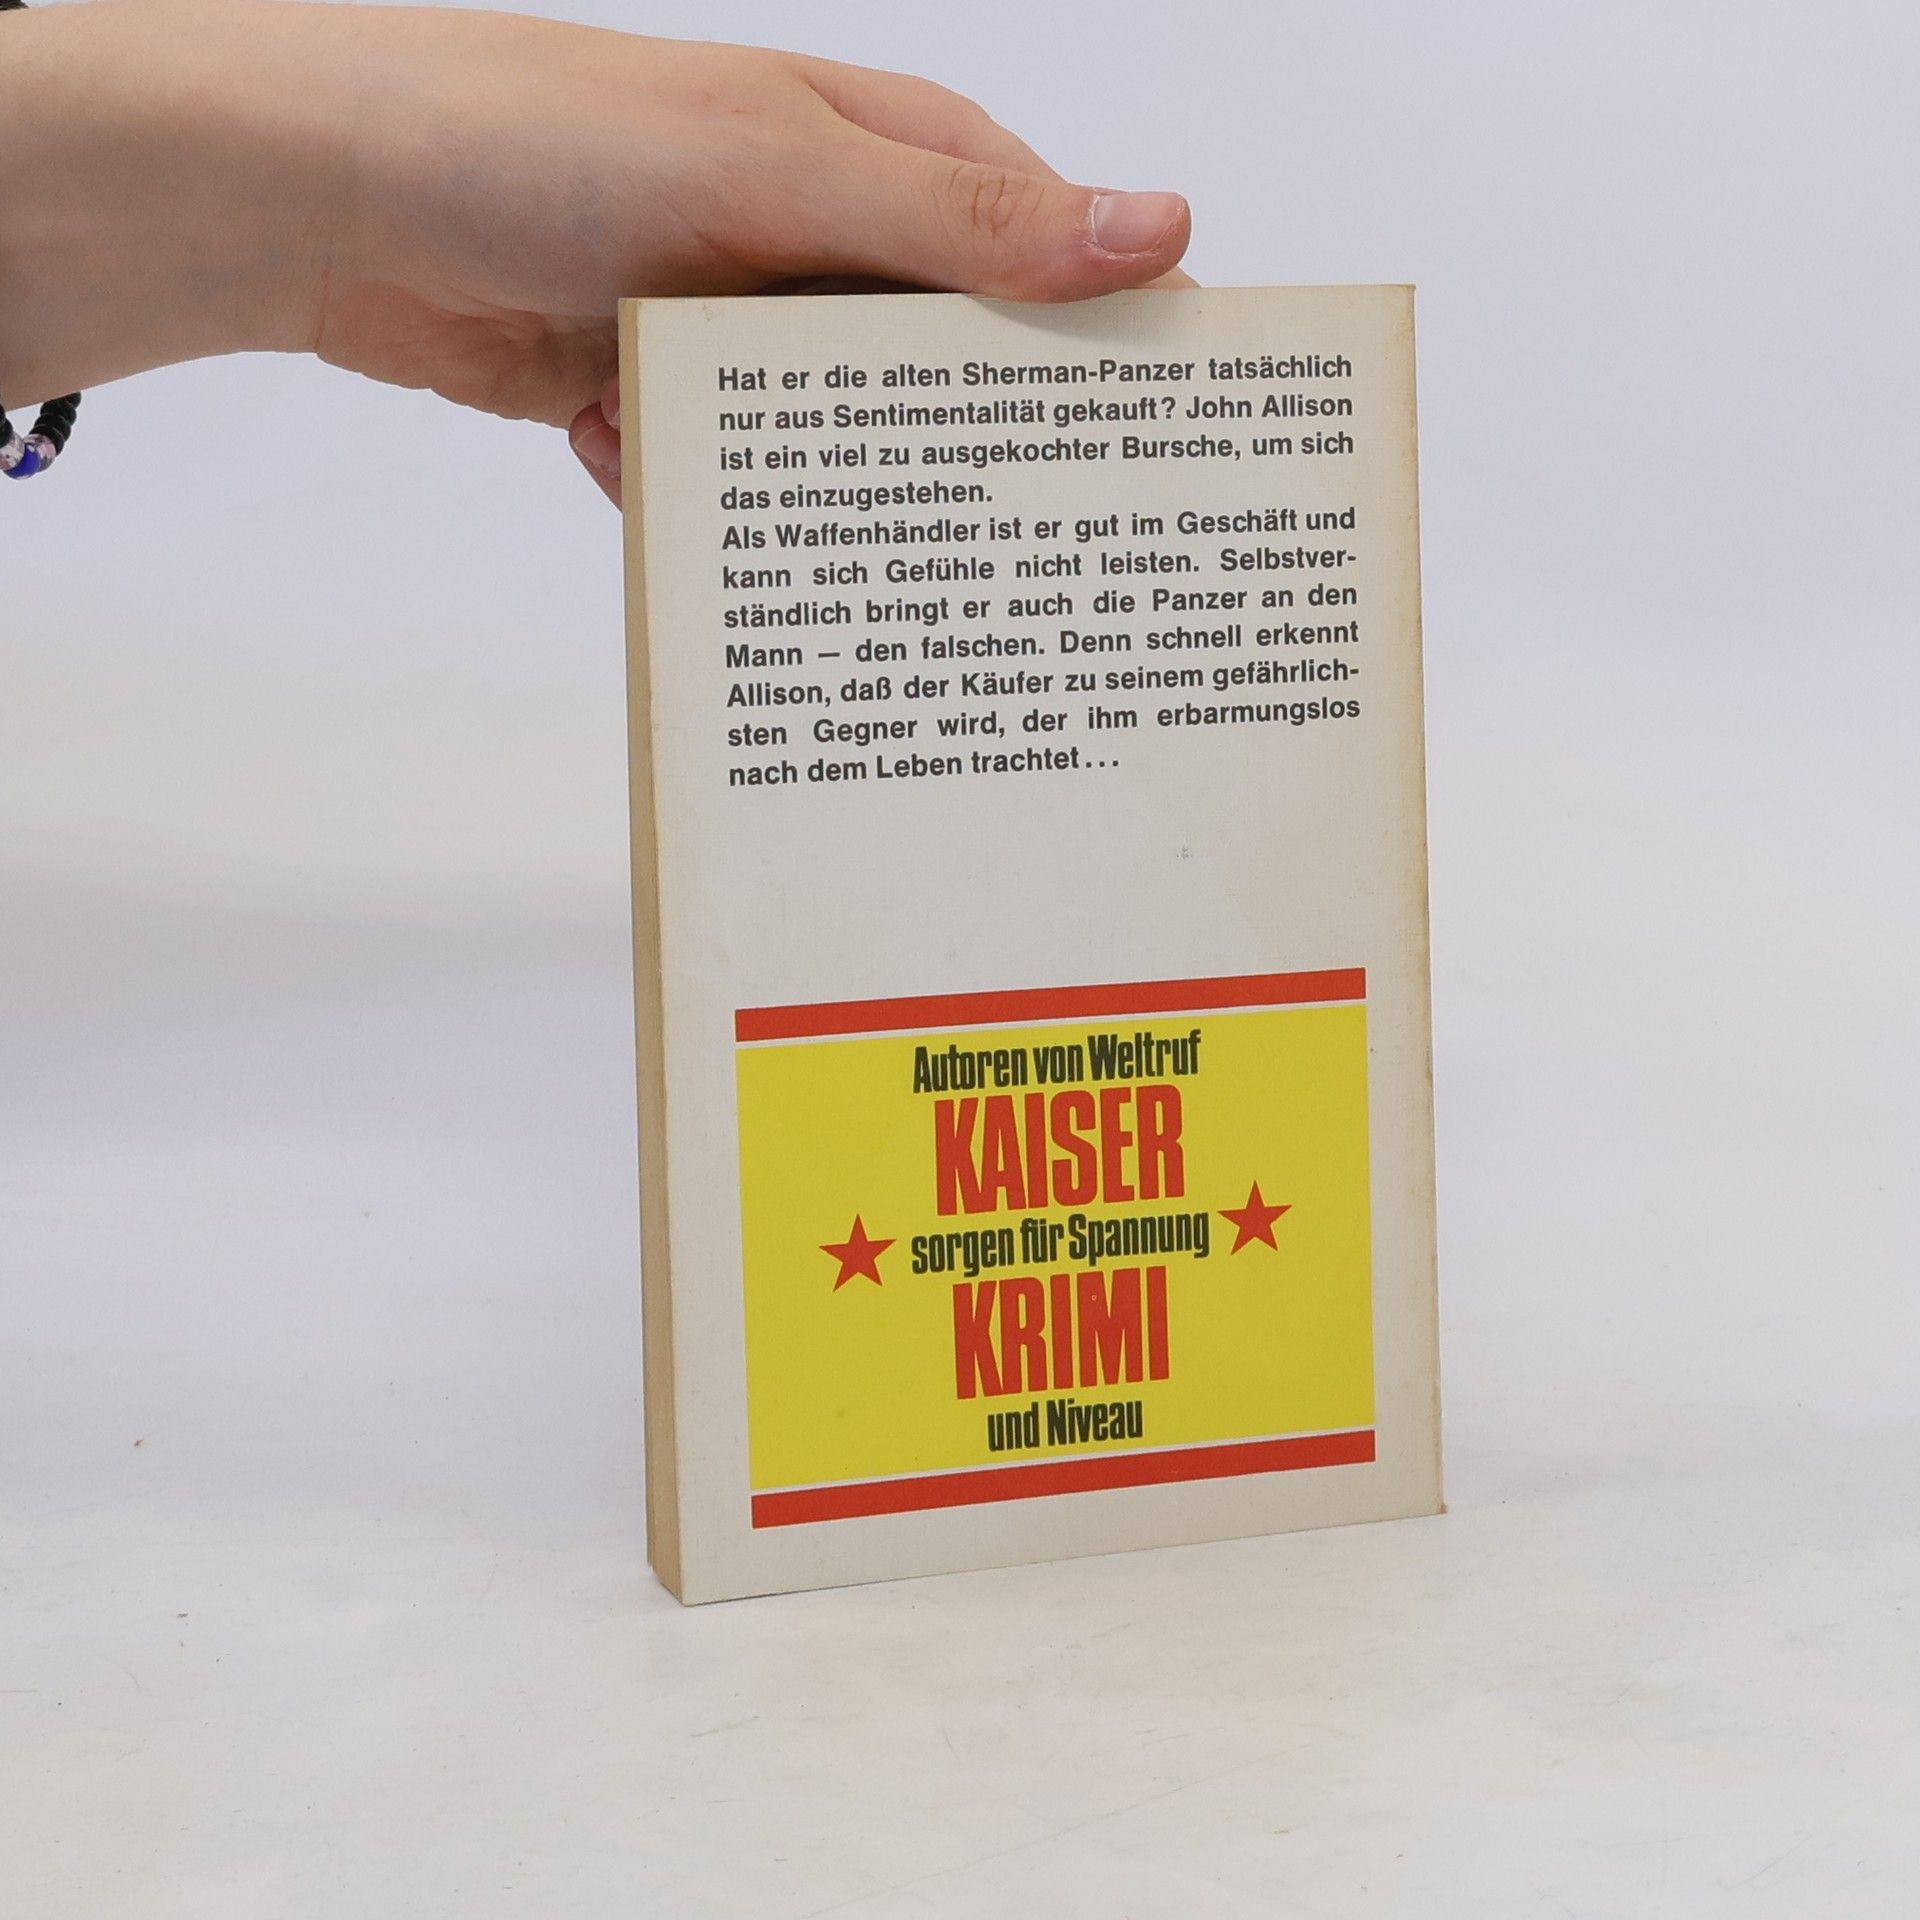 Hat er die alten Sherman-Panzer tatsächlich
nur aus Sentimentalität gekauft? John Allison
ist ein viel zu ausgekochter Bursche, um sich
das einzugestehen.
Als Waffenhändler ist er gut im Geschäft und
kann sich Gefühle nicht leisten. Selbstver-
ständlich bringt er auch die Panzer an den
Mann — den falschen. Denn schnell erkennt
Allison, daß der Käufer zu seinem gefährlich-
sten Gegner wird, der ihm erbarmungslos
nach dem Leben trachtet...
Autoren von Weltruf
KAISER
sorgen für Spannung
KRIMI
und Niveau